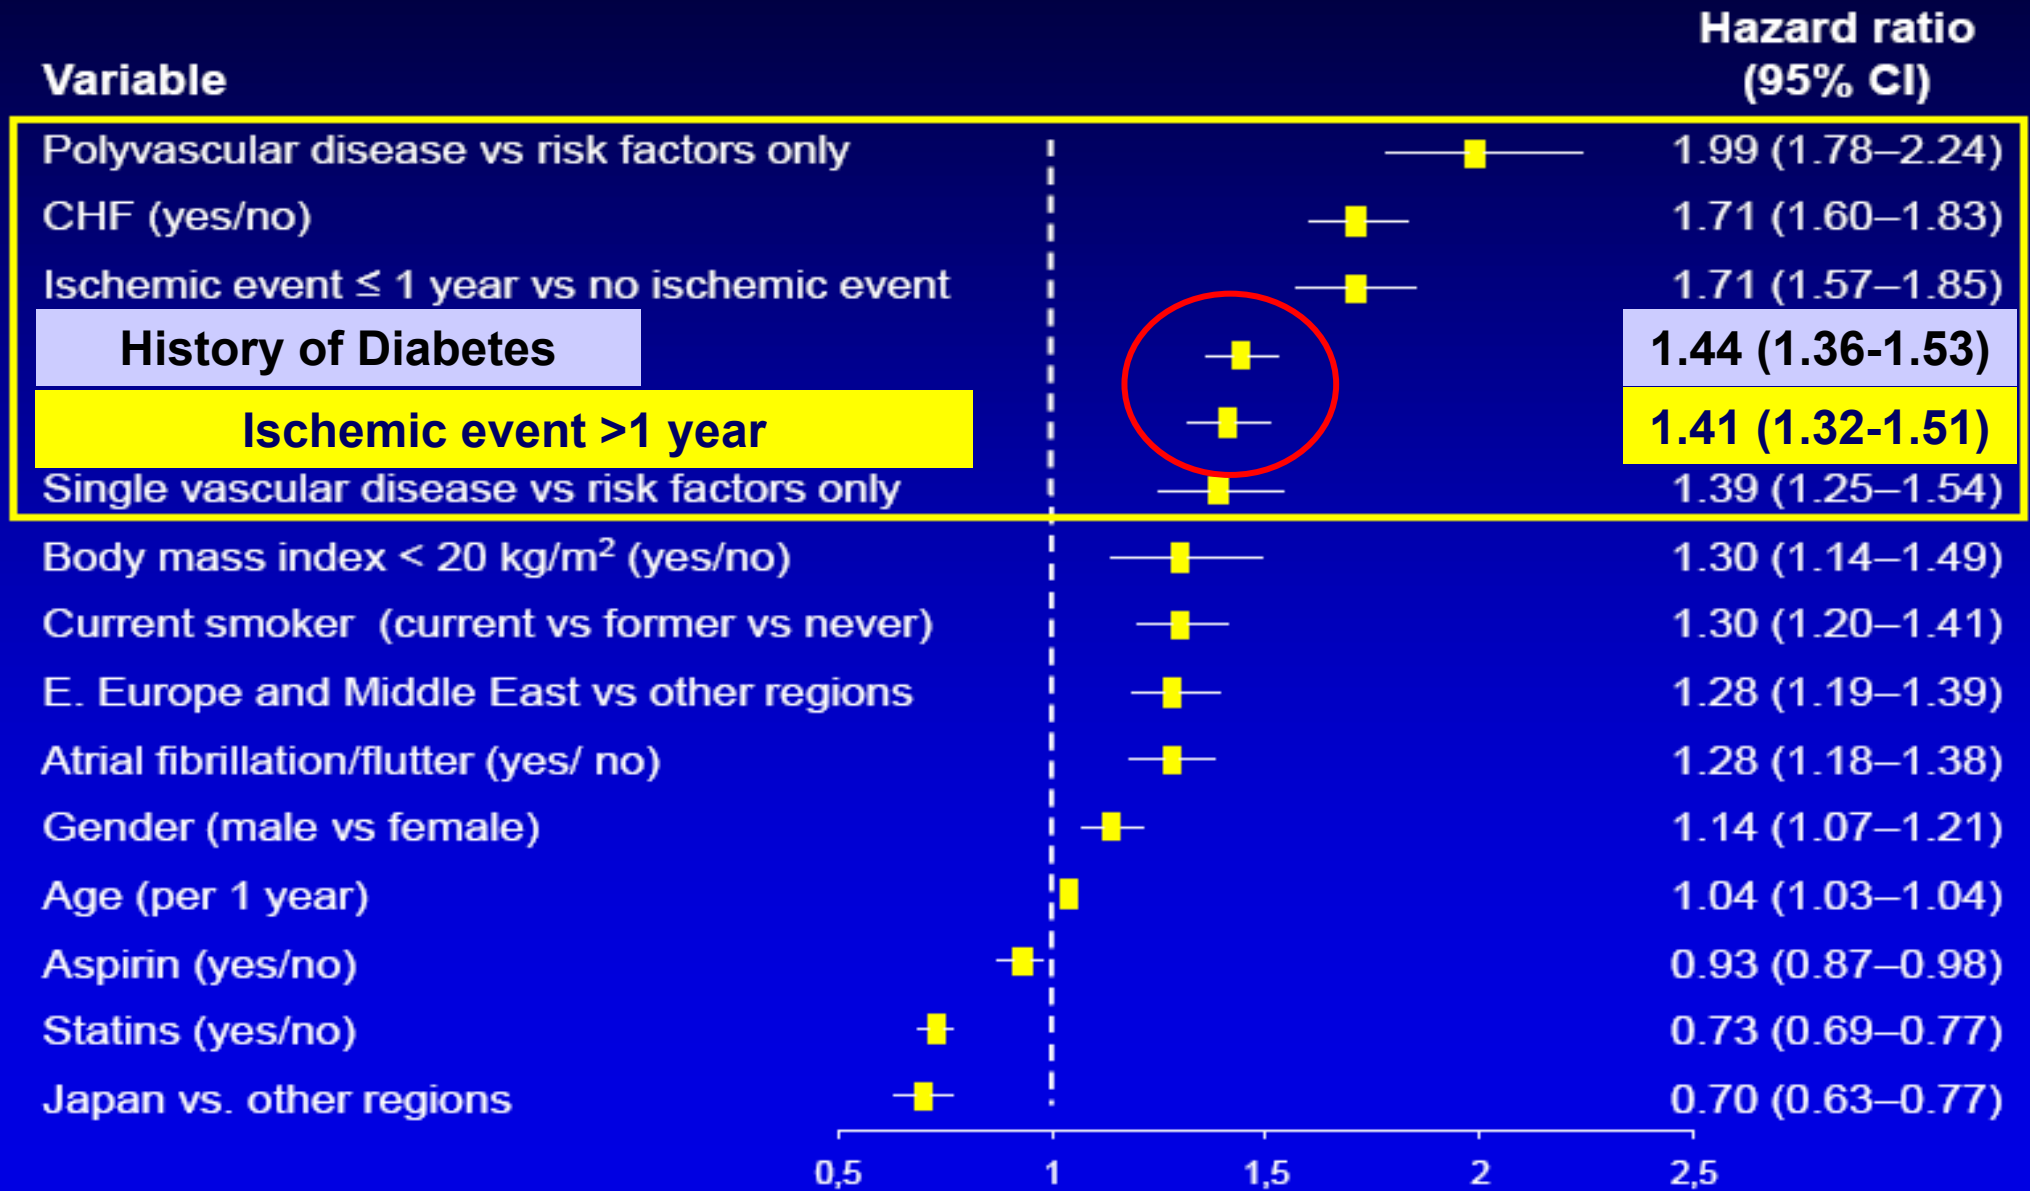 Hazard ratio
Variable (95% CI)
Polyvascular disease vs risk factors only 1.99 (1.78–2.24)
CHF (yes/no) 1.71 (1.60–1.83)
Ischemic event ≤ 1 year vs no ischemic event 1.71 (1.57–1.85)
History of Diabetes 1.44 (1.36-1.53)
Ischemic event >1 year 1.41 (1.32-1.51)
Single vascular disease vs risk factors only 1.39 (1.25–1.54)
Body mass index < 20 kg/m² (yes/no) 1.30 (1.14–1.49)
Current smoker (current vs former vs never) 1.30 (1.20–1.41)
E. Europe and Middle East vs other regions 1.28 (1.19–1.39)
Atrial fibrillation/flutter (yes/ no) 1.28 (1.18–1.38)
Gender (male vs female) 1.14 (1.07–1.21)
Age (per 1 year) 1.04 (1.03–1.04)
Aspirin (yes/no) 0.93 (0.87–0.98)
Statins (yes/no) 0.73 (0.69–0.77)
Japan vs. other regions 0.70 (0.63–0.77)
0,5 1 1,5 2 2,5